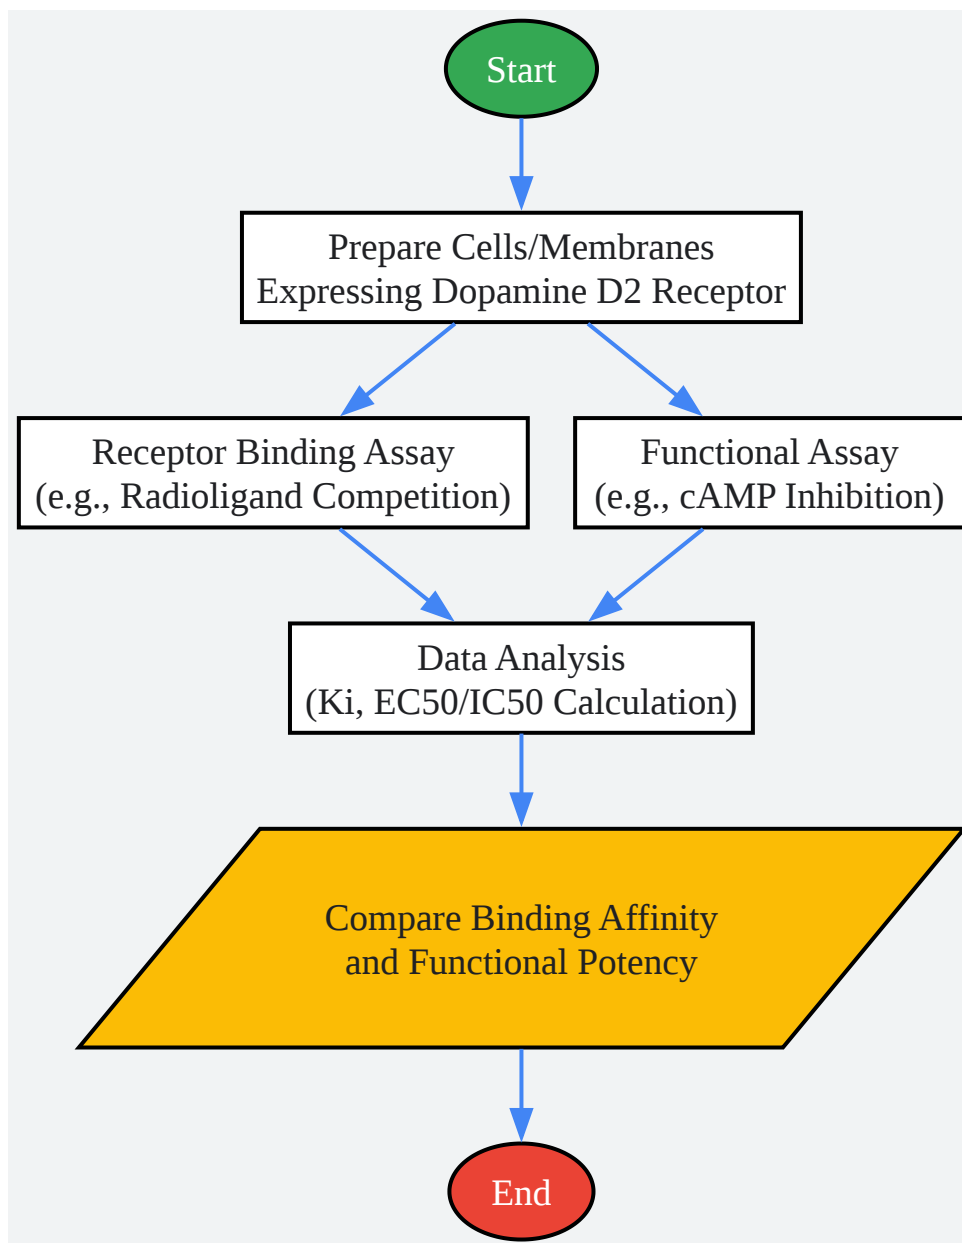 Start
Prepare Cells/Membranes
Expressing Dopamine D2 Receptor
Receptor Binding Assay
(e.g., Radioligand Competition)
Functional Assay
(e.g., cAMP Inhibition)
Data Analysis
(Ki, EC50/IC50 Calculation)
Compare Binding Affinity
and Functional Potency
End